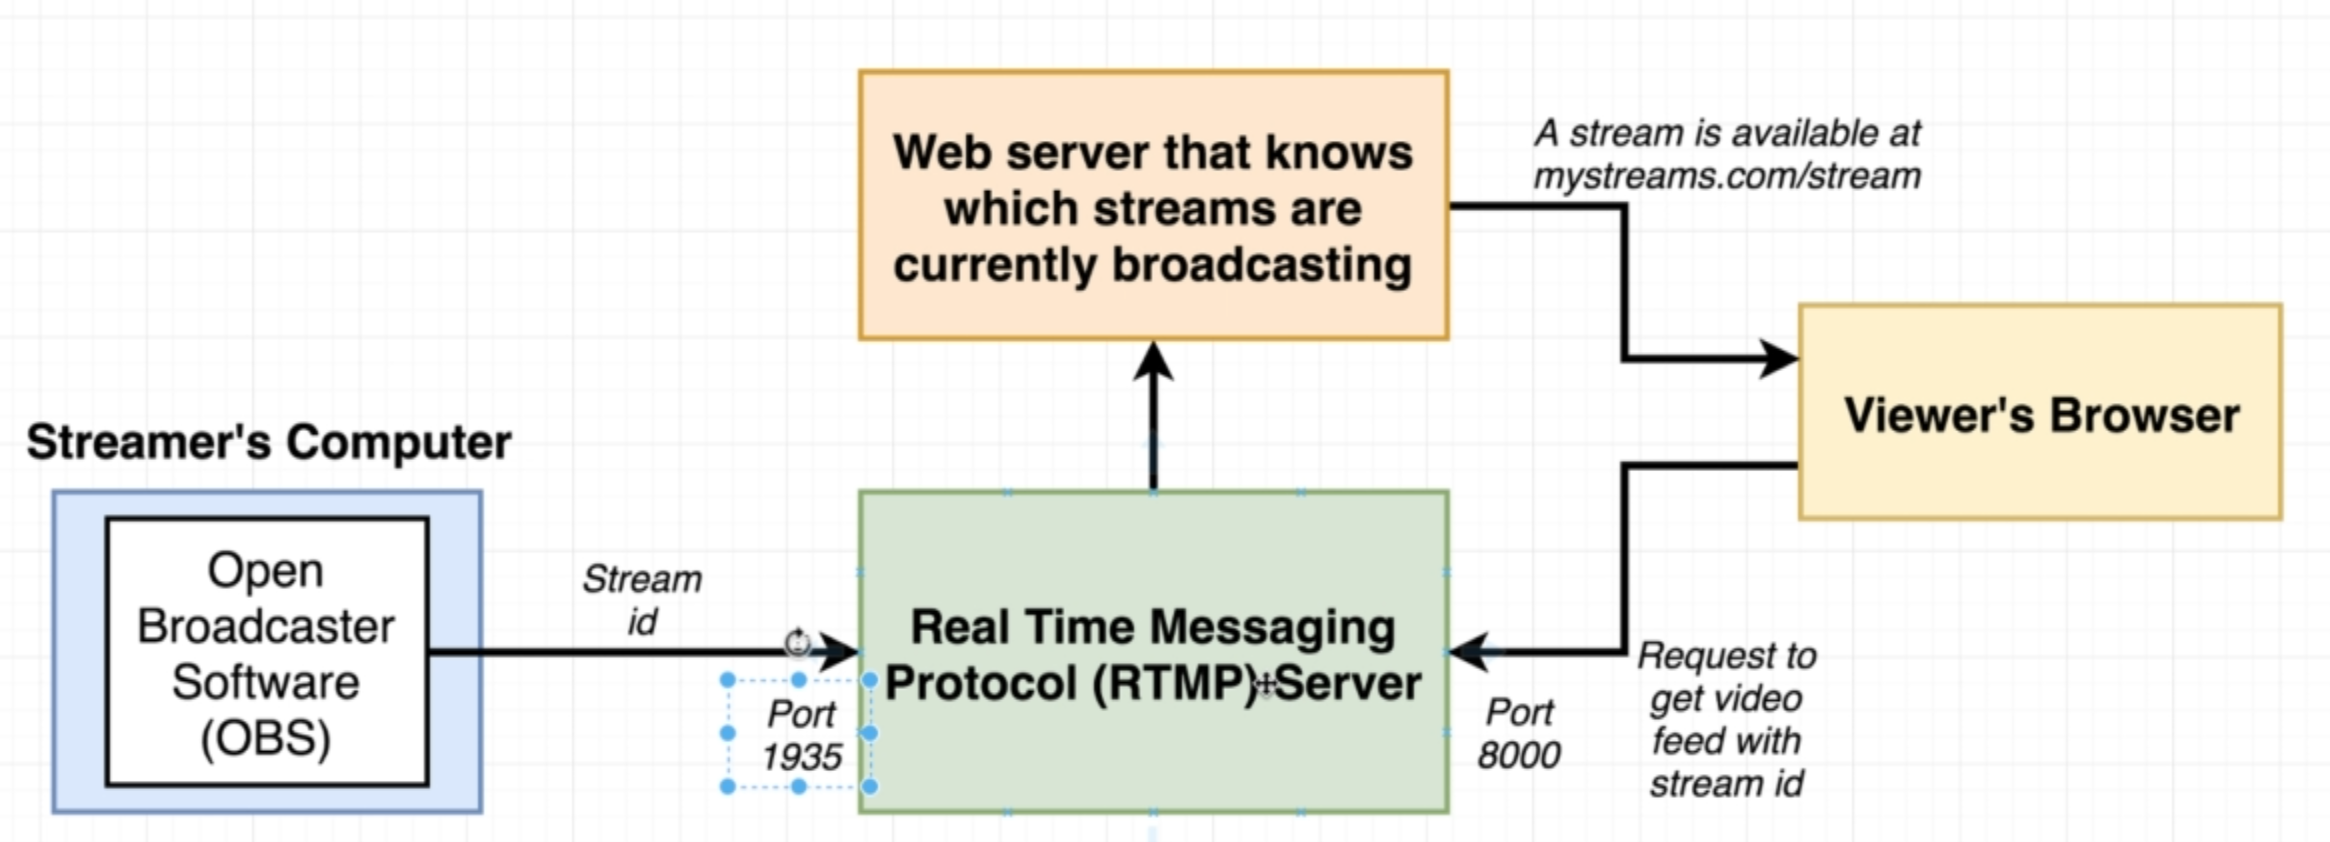 Web server that knows
which streams are
currently broadcasting
A stream is available at
mystreams.com/stream
Viewer's Browser
Streamer's Computer
Open
Broadcaster
Software
(OBS)
Stream
id
Port
1935
Real Time Messaging
Protocol (RTMP) Server
Port
8000
Request to
get video
feed with
stream id